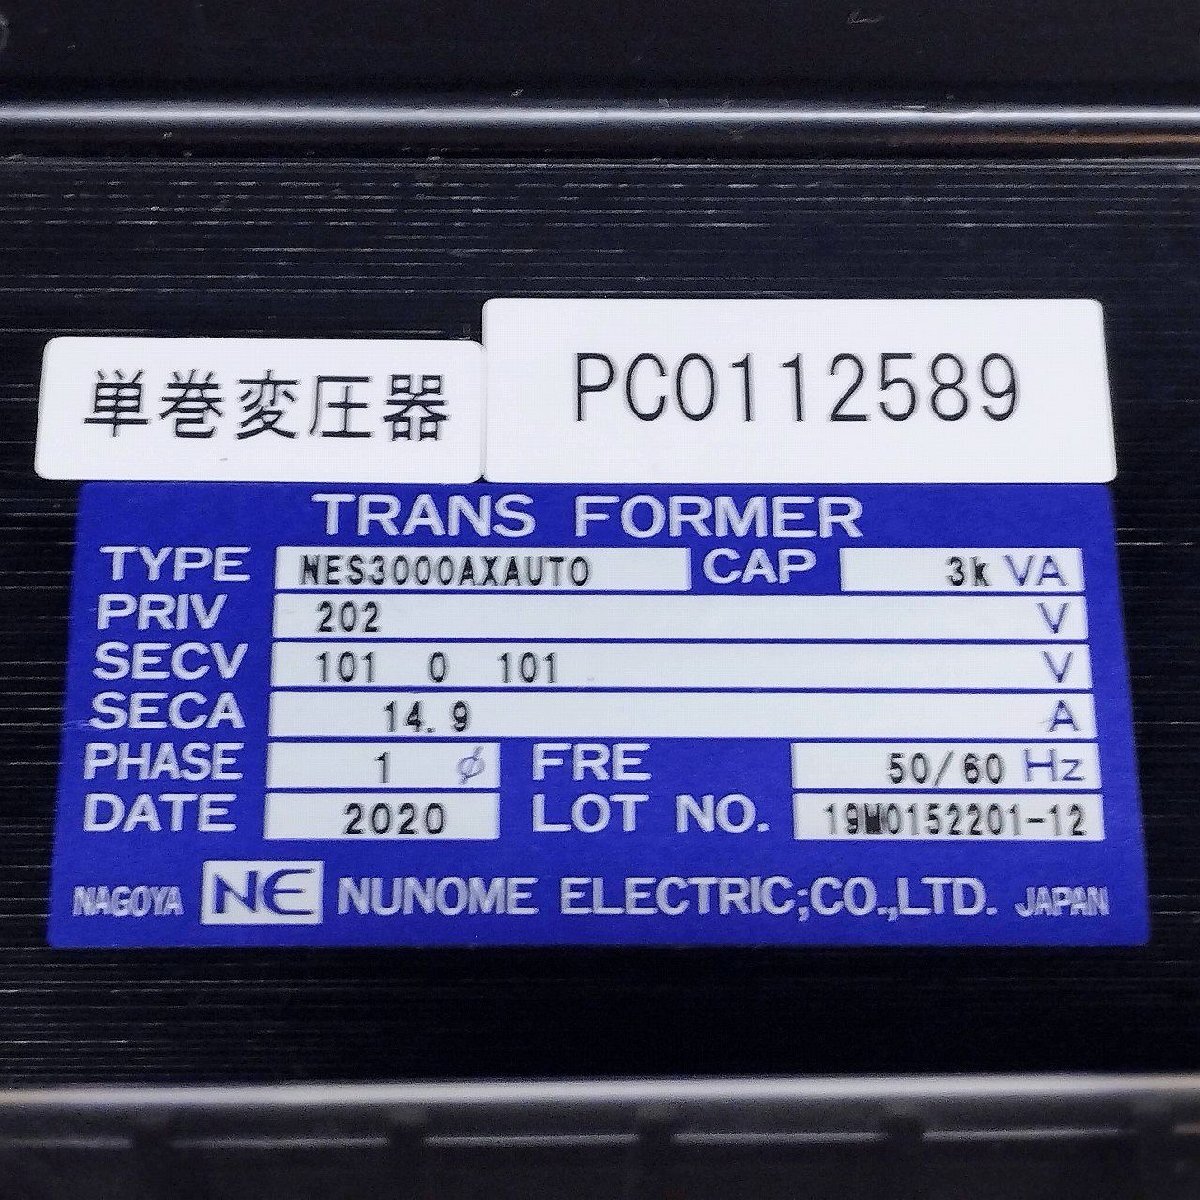 単巻変圧器
PC0112589
TRANS FORMER
TYPE NES3000AXAUTO CAP 3k VA
PRIV 202 V
SECV 101 0 101 V
SECA 14.9 A
PHASE 1 ø FRE 50/60 Hz
DATE 2020 LOT NO. 19W0152201-12
NAGOYA NE NUNOME ELECTRIC;CO.,LTD. JAPAN